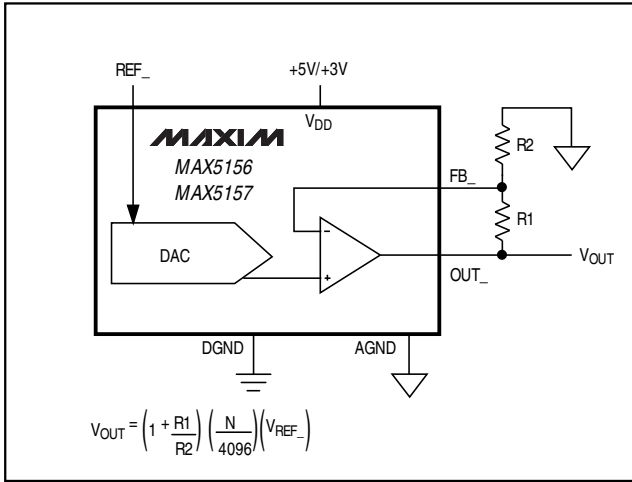 REF_
+5V/+3V
VDD
MAXIM
MAX5156
MAX5157
R2
FB_
R1
DAC
-
+
VOUT
OUT_
DGND
AGND
VOUT = (1 + R1/R2) (N/4096) (VREF_)